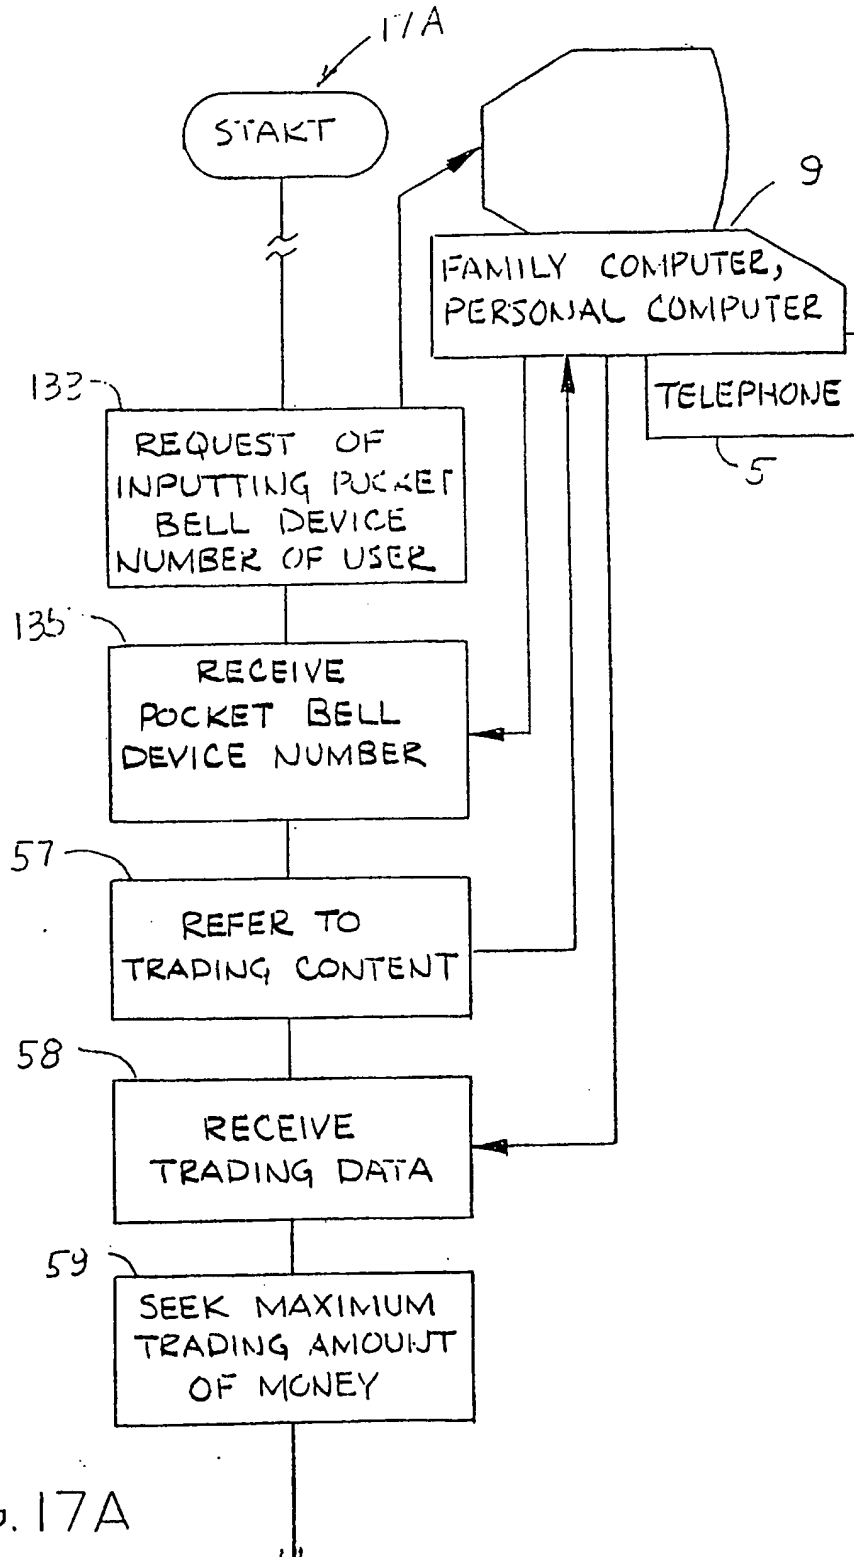 17A
START
9
FAMILY COMPUTER,
PERSONAL COMPUTER
TELEPHONE
5
133
REQUEST OF
INPUTTING POCKET
BELL DEVICE
NUMBER OF USER
135
RECEIVE
POCKET BELL
DEVICE NUMBER
57
REFER TO
TRADING CONTENT
58
RECEIVE
TRADING DATA
59
SEEK MAXIMUM
TRADING AMOUNT
OF MONEY
. 17A